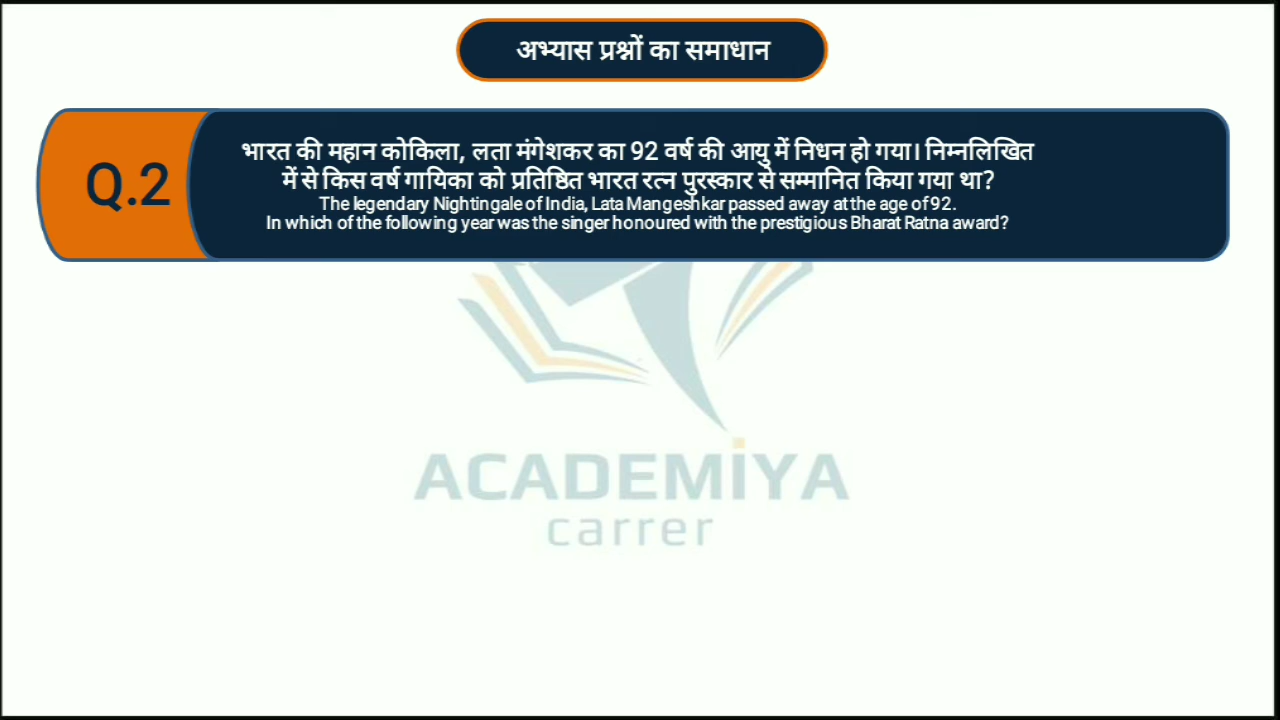 अभ्यास प्रश्नों का समाधान
Q.2
भारत की महान कोकिला, लता मंगेशकर का 92 वर्ष की आयु में निधन हो गया। निम्नलिखित
में से किस वर्ष गायिका को प्रतिष्ठित भारत रत्न पुरस्कार से सम्मानित किया गया था?
The legendary Nightingale of India, Lata Mangeshkar passed away at the age of 92.
In which of the following year was the singer honoured with the prestigious Bharat Ratna award?
ACADEMİYA
carrer